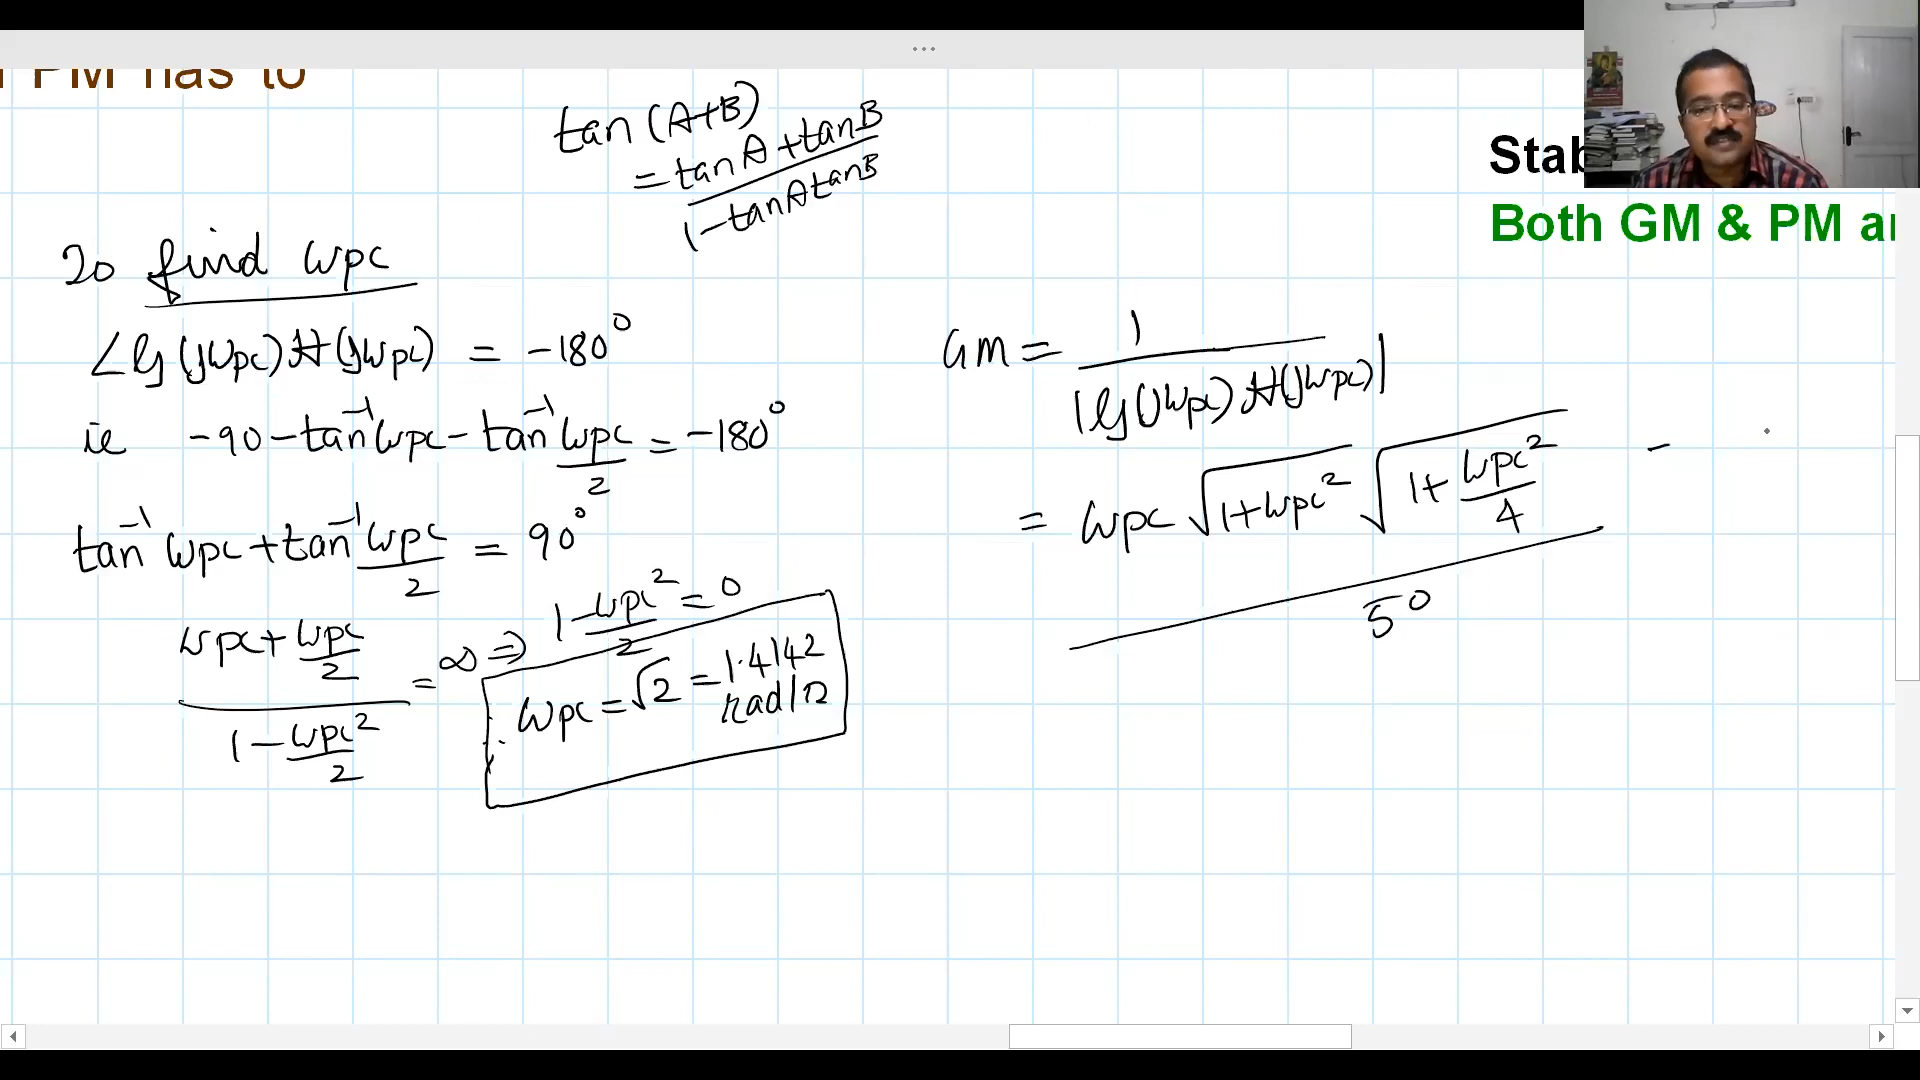 PM has to
tan (A+B)
= tanA + tanB / 1 - tanA tanB
Stab
Both GM & PM ar
To find ωpc
∠G(jωpc)H(jωpc) = -180°
ie -90 - tan⁻¹ωpc - tan⁻¹ ωpc/2 = -180°
tan⁻¹ ωpc + tan⁻¹ ωpc/2 = 90°
ωpc + ωpc/2 / 1 - ωpc²/2 = ∞ ⇒ 1 - ωpc²/2 = 0
ωpc = √2 = 1.4142 rad/s
GM = 1 / |G(jωpc)H(jωpc)|
= ωpc √1+ωpc² √1+ωpc²/4 / 50